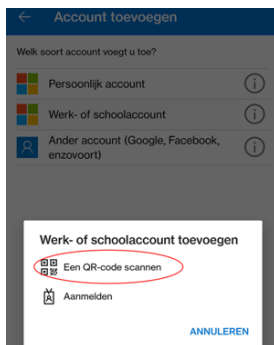 Account toevoegen
Welk soort account voegt u toe?
Persoonlijk account
Werk- of schoolaccount
Ander account (Google, Facebook,
enzovoort)
Werk- of schoolaccount toevoegen
Een QR-code scannen
Aanmelden
ANNULEREN